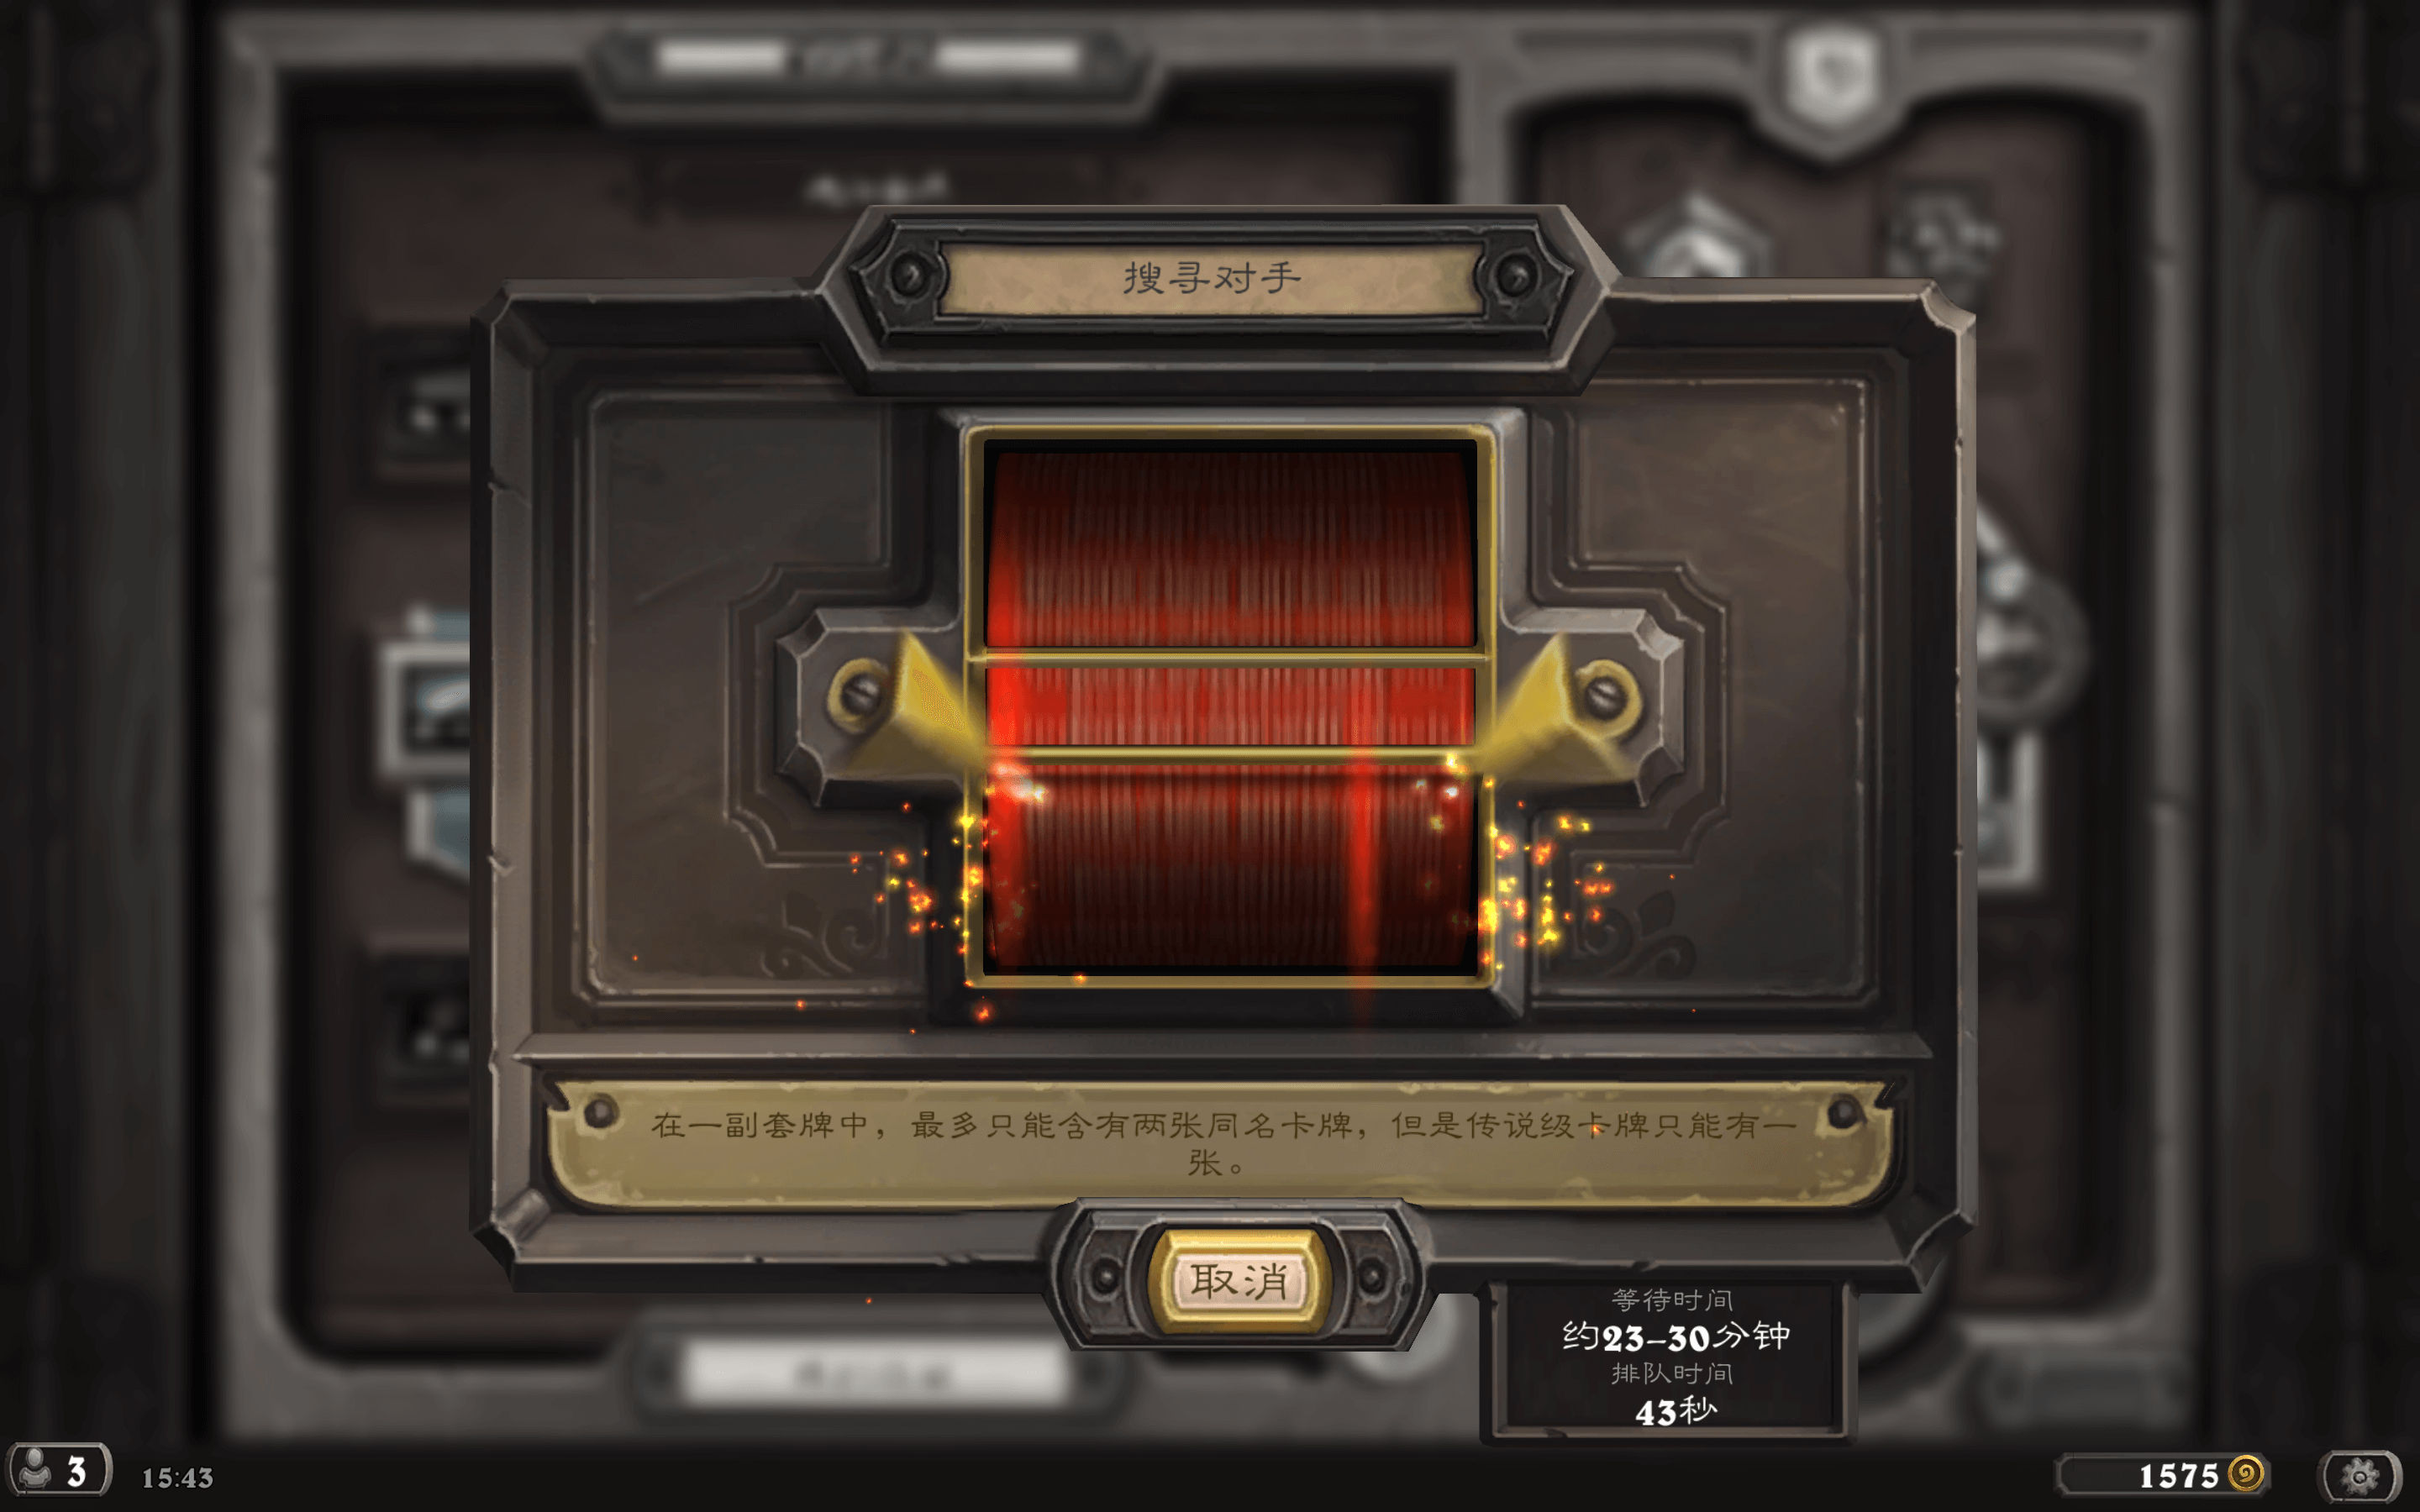 搜寻对手
在一副套牌中，最多只能含有两张同名卡牌，但是传说级卡牌只能有一
张。
取消
等待时间
约23-30分钟
排队时间
43秒
3
15:43
1575